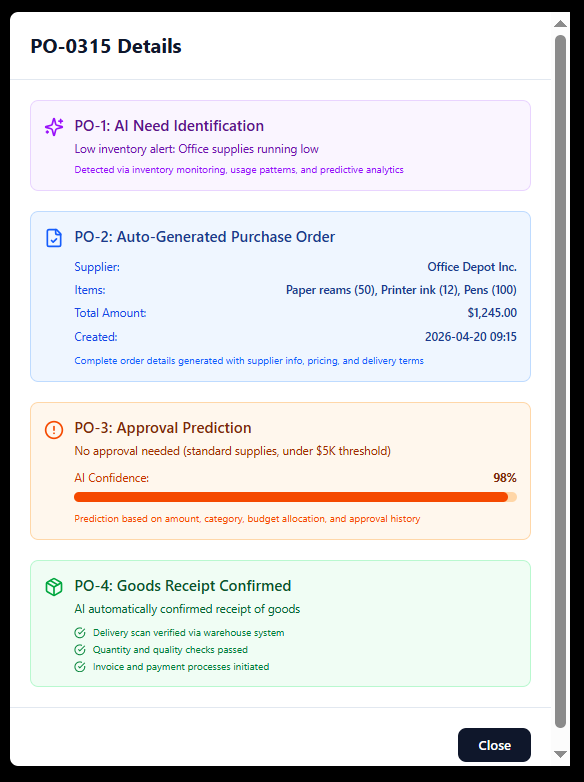 PO-0315 Details
PO-1: AI Need Identification
Low inventory alert: Office supplies running low
Detected via inventory monitoring, usage patterns, and predictive analytics
PO-2: Auto-Generated Purchase Order
Supplier: Office Depot Inc.
Items: Paper reams (50), Printer ink (12), Pens (100)
Total Amount: $1,245.00
Created: 2026-04-20 09:15
Complete order details generated with supplier info, pricing, and delivery terms
PO-3: Approval Prediction
No approval needed (standard supplies, under $5K threshold)
AI Confidence: 98%
Prediction based on amount, category, budget allocation, and approval history
PO-4: Goods Receipt Confirmed
AI automatically confirmed receipt of goods
Delivery scan verified via warehouse system
Quantity and quality checks passed
Invoice and payment processes initiated
Close